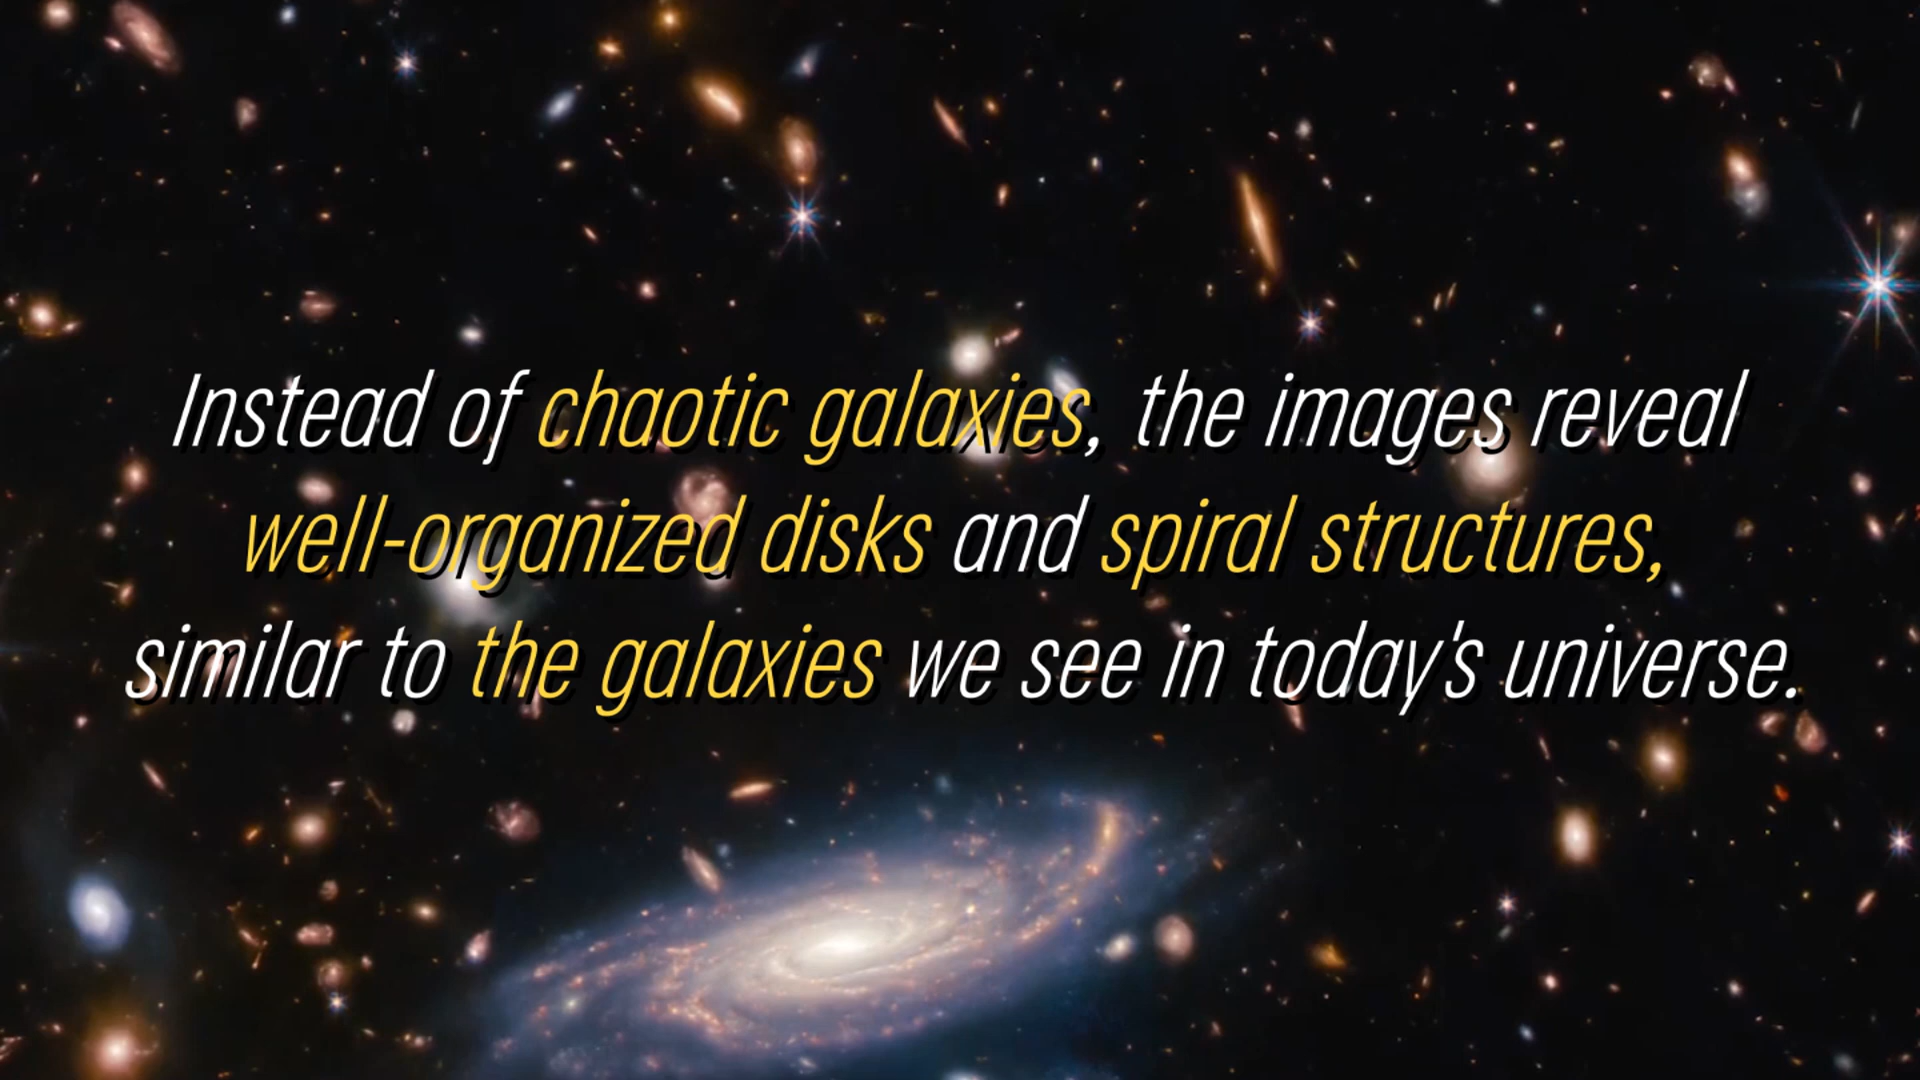 Instead of chaotic galaxies, the images reveal
well-organized disks and spiral structures,
similar to the galaxies we see in today's universe.